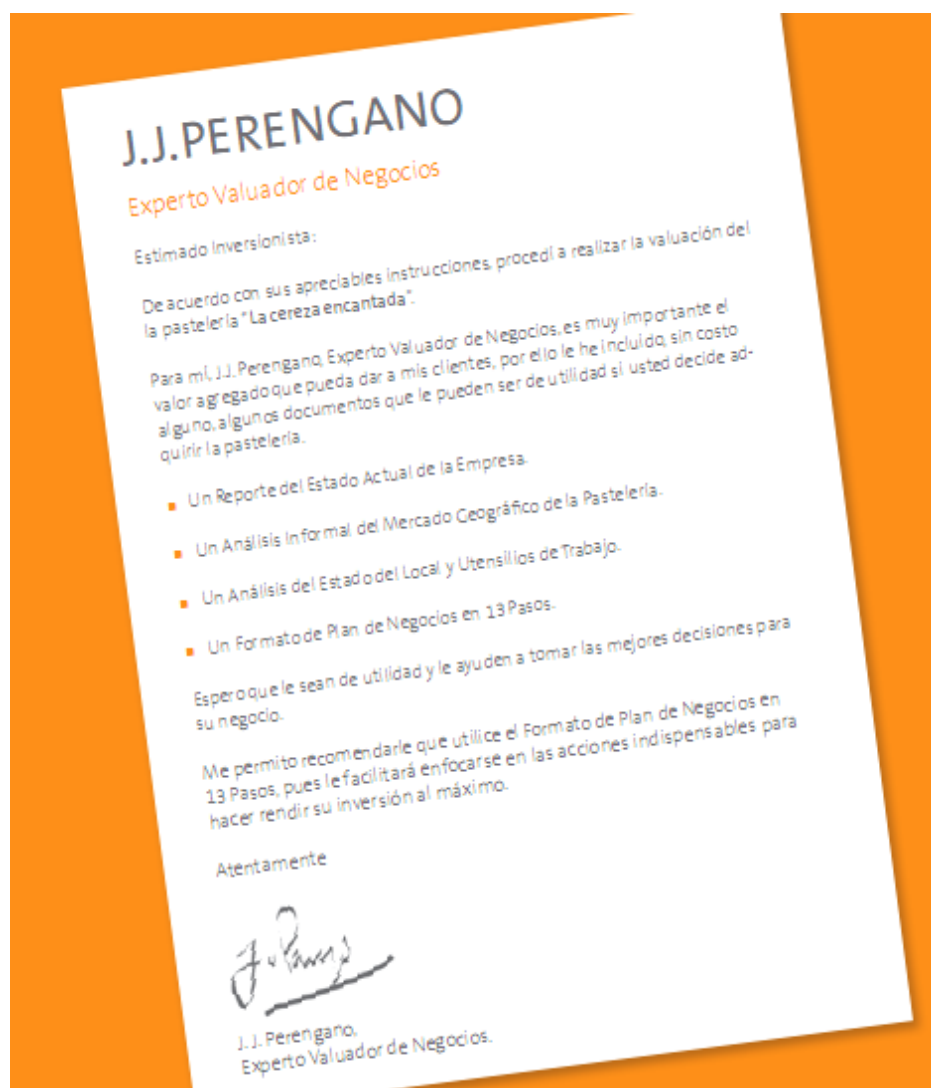 J.J.PERENGANO
Experto Valuador de Negocios
Estimado Inversionista:
De acuerdo con sus apreciables instrucciones, procedí a realizar la valuación del
la pastelería "La cereza encantada".
Para mí, J.J. Perengano, Experto Valuador de Negocios, es muy importante el
valor agregado que pueda dar a mis clientes, por ello le he incluído, sin costo
alguno, algunos documentos que le pueden ser de utilidad si usted decide ad-
quirir la pastelería.
▪ Un Reporte del Estado Actual de la Empresa.
▪ Un Análisis Informal del Mercado Geográfico de la Pastelería.
▪ Un Análisis del Estado del Local y Utensilios de Trabajo.
▪ Un Formato de Plan de Negocios en 13 Pasos.
Espero que le sean de utilidad y le ayuden a tomar las mejores decisiones para
su negocio.
Me permito recomendarle que utilice el Formato de Plan de Negocios en
13 Pasos, pues le facilitará enfocarse en las acciones indispensables para
hacer rendir su inversión al máximo.
Atentamente
J. J. Perengano,
Experto Valuador de Negocios.